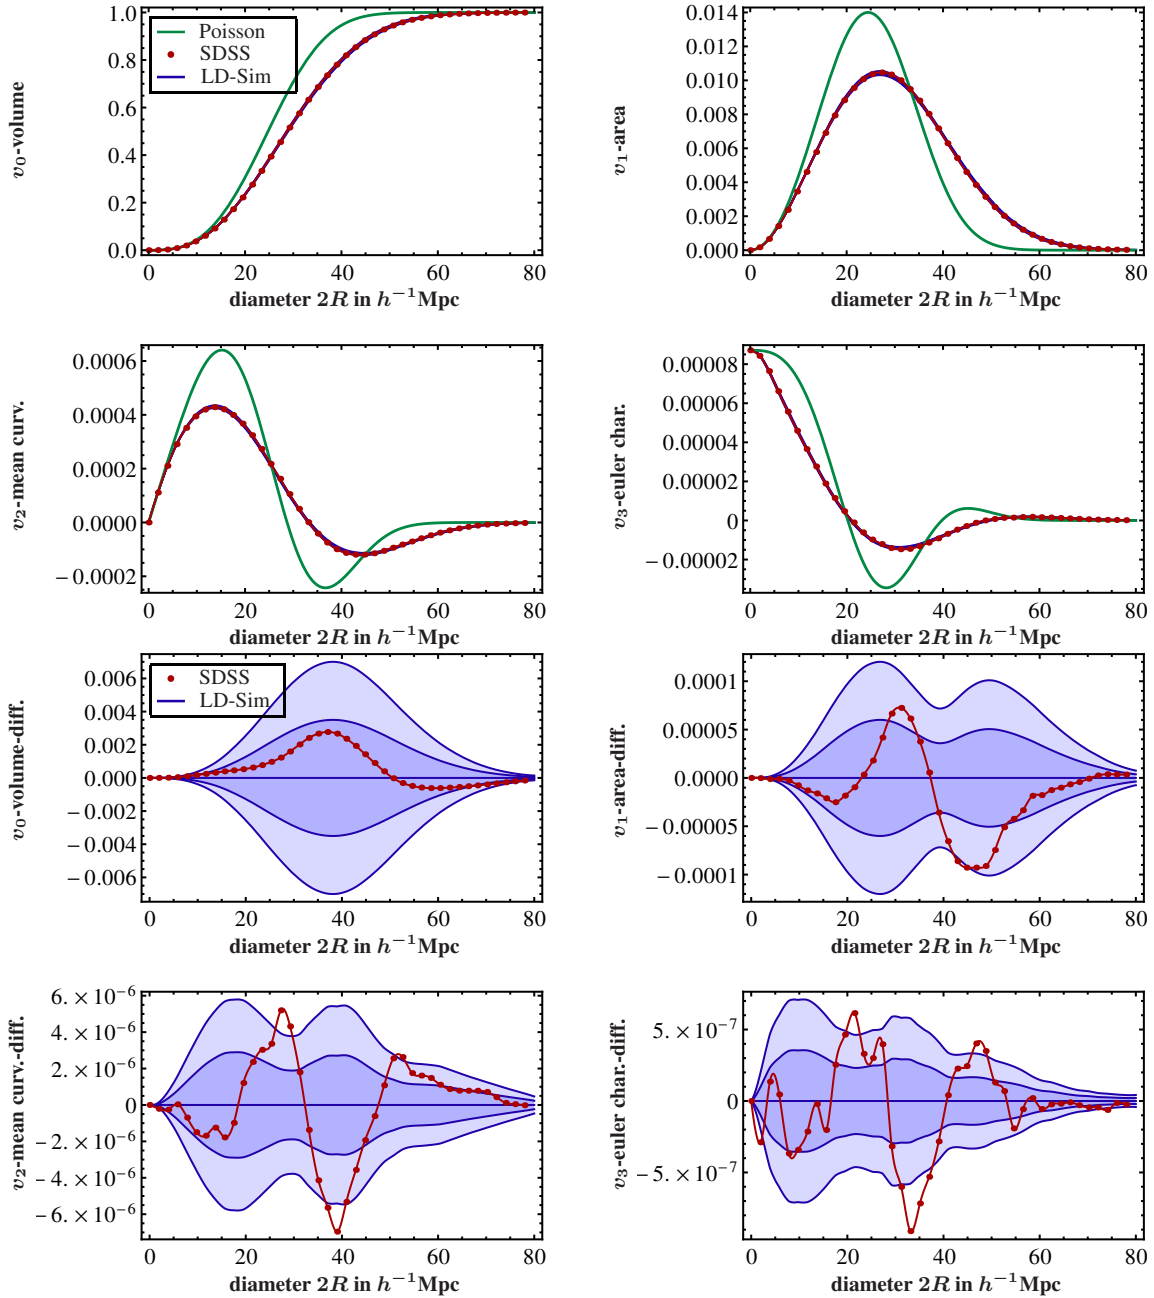 v₀-volume
1.0
0.8
0.6
0.4
0.2
0.0
Poisson
SDSS
LD-Sim
0 20 40 60 80
diameter 2R in h⁻¹Mpc
v₁-area
0.014
0.012
0.010
0.008
0.006
0.004
0.002
0.000
0 20 40 60 80
diameter 2R in h⁻¹Mpc
v₂-mean curv.
0.0006
0.0004
0.0002
0.0000
−0.0002
0 20 40 60 80
diameter 2R in h⁻¹Mpc
v₃-euler char.
0.00008
0.00006
0.00004
0.00002
0
−0.00002
0 20 40 60 80
diameter 2R in h⁻¹Mpc
v₀-volume-diff.
0.006
0.004
0.002
0.000
−0.002
−0.004
−0.006
SDSS
LD-Sim
0 20 40 60 80
diameter 2R in h⁻¹Mpc
v₁-area-diff.
0.0001
0.00005
0.0000
−0.00005
−0.0001
0 20 40 60 80
diameter 2R in h⁻¹Mpc
v₂-mean curv.-diff.
6. × 10⁻⁶
4. × 10⁻⁶
2. × 10⁻⁶
0
−2. × 10⁻⁶
−4. × 10⁻⁶
−6. × 10⁻⁶
0 20 40 60 80
diameter 2R in h⁻¹Mpc
v₃-euler char.-diff.
5. × 10⁻⁷
0
−5. × 10⁻⁷
0 20 40 60 80
diameter 2R in h⁻¹Mpc